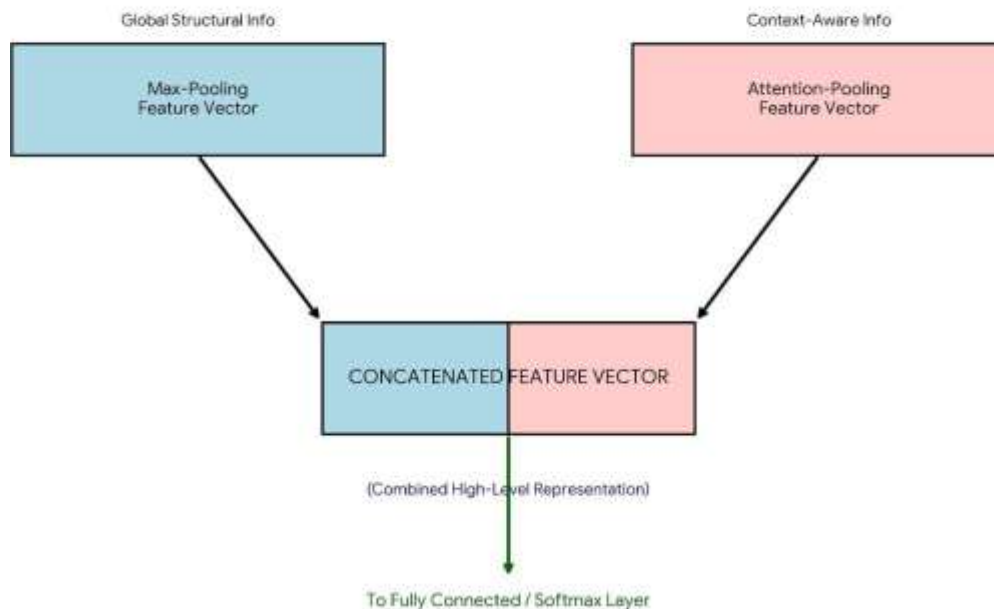 Global Structural Info
Context-Aware Info
Max-Pooling
Feature Vector
Attention-Pooling
Feature Vector
CONCATENATED FEATURE VECTOR
(Combined High-Level Representation)
To Fully Connected / Softmax Layer